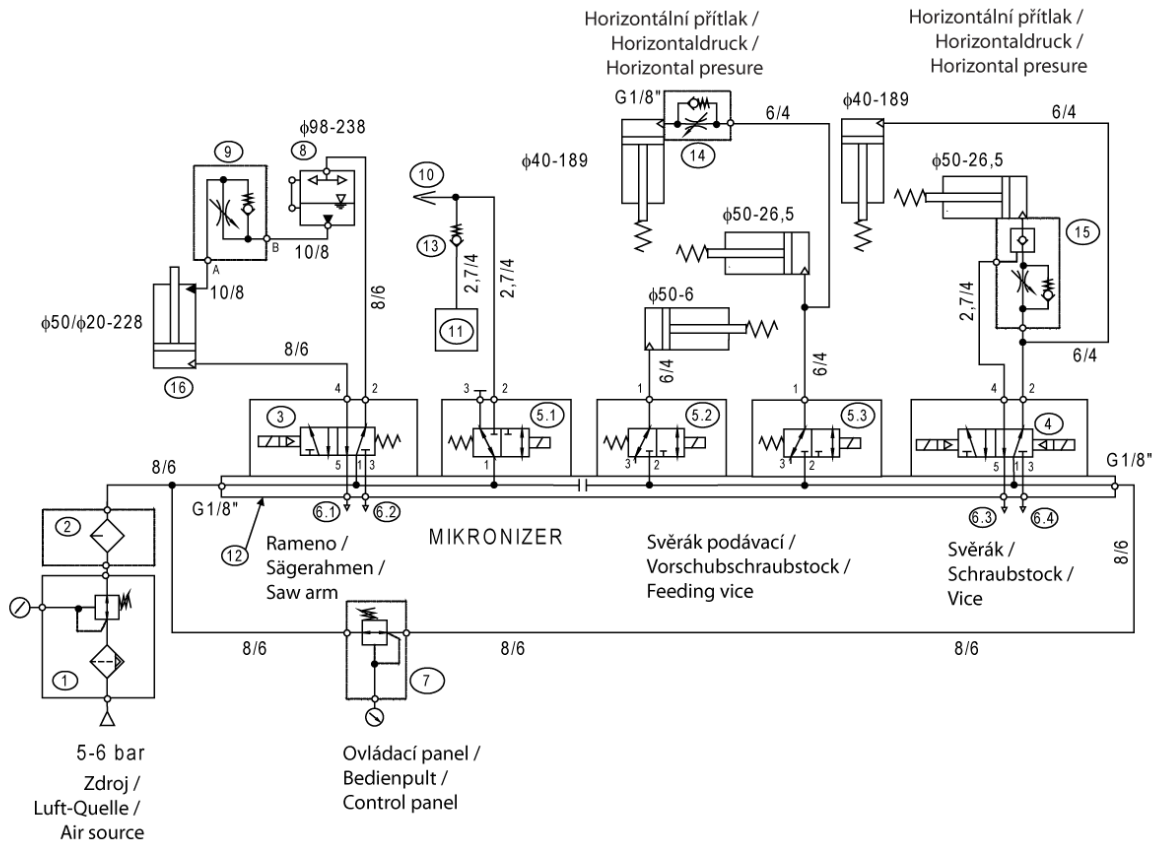 Horizontální přítlak /
Horizontaldruck /
Horizontal presure
Horizontální přítlak /
Horizontaldruck /
Horizontal presure
G1/8"
6/4
ϕ40-189
6/4
ϕ98-238
9
8
14
ϕ40-189
ϕ50-26,5
10
ϕ50-26,5
15
13
B
10/8
A
10/8
2,7/4
2,7/4
8/6
2,7/4
ϕ50-6
ϕ50/ϕ20-228
11
8/6
6/4
6/4
6/4
16
4
2
3
2
1
1
4
2
3
5.1
5.2
5.3
4
5
1
3
1
3
2
3
2
5
1
3
8/6
G1/8"
G1/8"
6.1
6.2
6.3
6.4
2
12
MIKRONIZER
Rameno /
Sägerahmen /
Saw arm
Svěrák podávací /
Vorschubschraubstock /
Feeding vice
Svěrák /
Schraubstock /
Vice
8/6
8/6
8/6
8/6
1
7
5-6 bar
Zdroj /
Luft-Quelle /
Air source
Ovládací panel /
Bedienpult /
Control panel